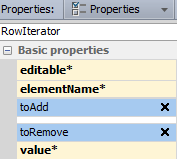 Properties: Properties
RowIterator
Basic properties
editable*
elementName*
toAdd
toRemove
value*